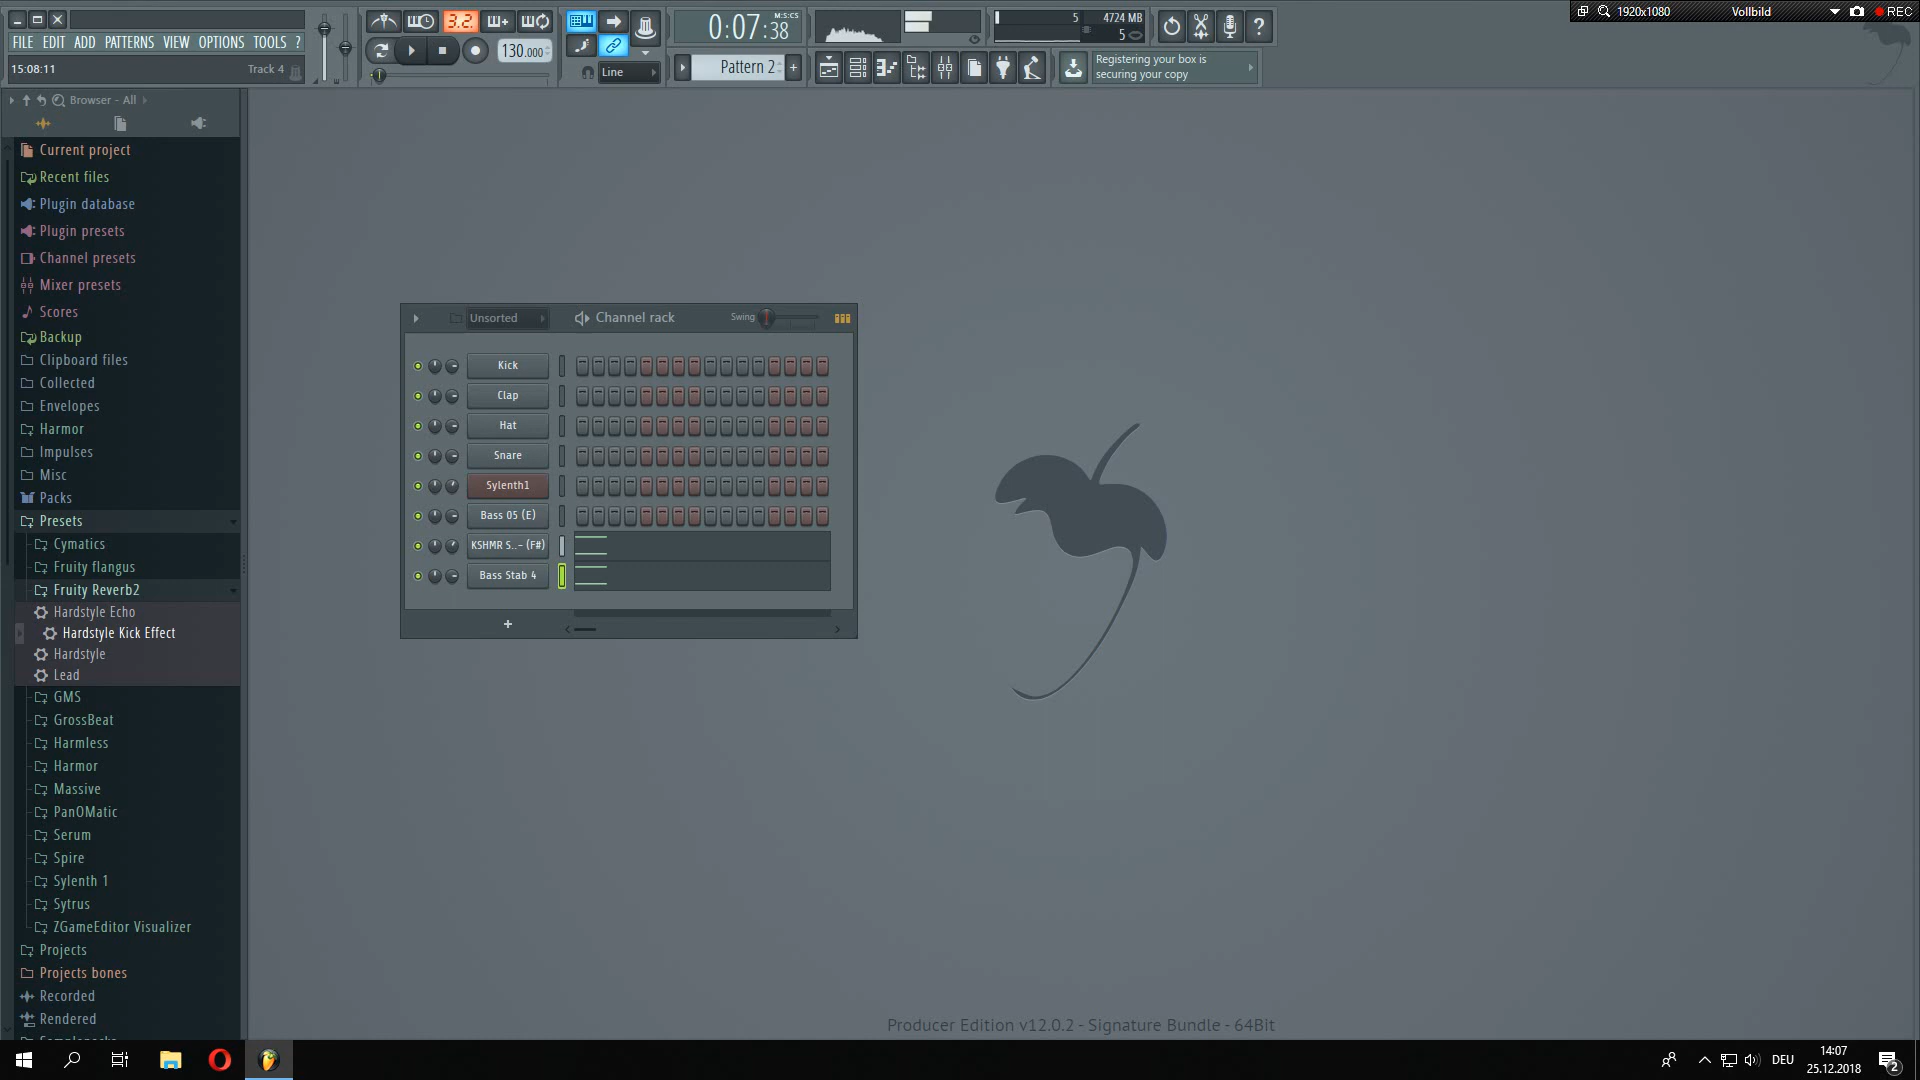 FILE EDIT ADD PATTERNS VIEW OPTIONS TOOLS ?
15:08:11 Track 4
3.2
130.000
Line
0:07:38 M:S:CS
Pattern 2 +
5 4724 MB
5
?
Registering your box is
securing your copy
1920x1080 Vollbild REC
Browser - All
Current project
Recent files
Plugin database
Plugin presets
Channel presets
Mixer presets
Scores
Backup
Clipboard files
Collected
Envelopes
Harmor
Impulses
Misc
Packs
Presets
Cymatics
Fruity flangus
Fruity Reverb2
Hardstyle Echo
Hardstyle Kick Effect
Hardstyle
Lead
GMS
GrossBeat
Harmless
Harmor
Massive
PanOMatic
Serum
Spire
Sylenth 1
Sytrus
ZGameEditor Visualizer
Projects
Projects bones
Recorded
Rendered
Unsorted Channel rack Swing
Kick
Clap
Hat
Snare
Sylenth1
Bass 05 (E)
KSHMR S..- (F#)
Bass Stab 4
+
Producer Edition v12.0.2 - Signature Bundle - 64Bit
DEU
14:07
25.12.2018
2